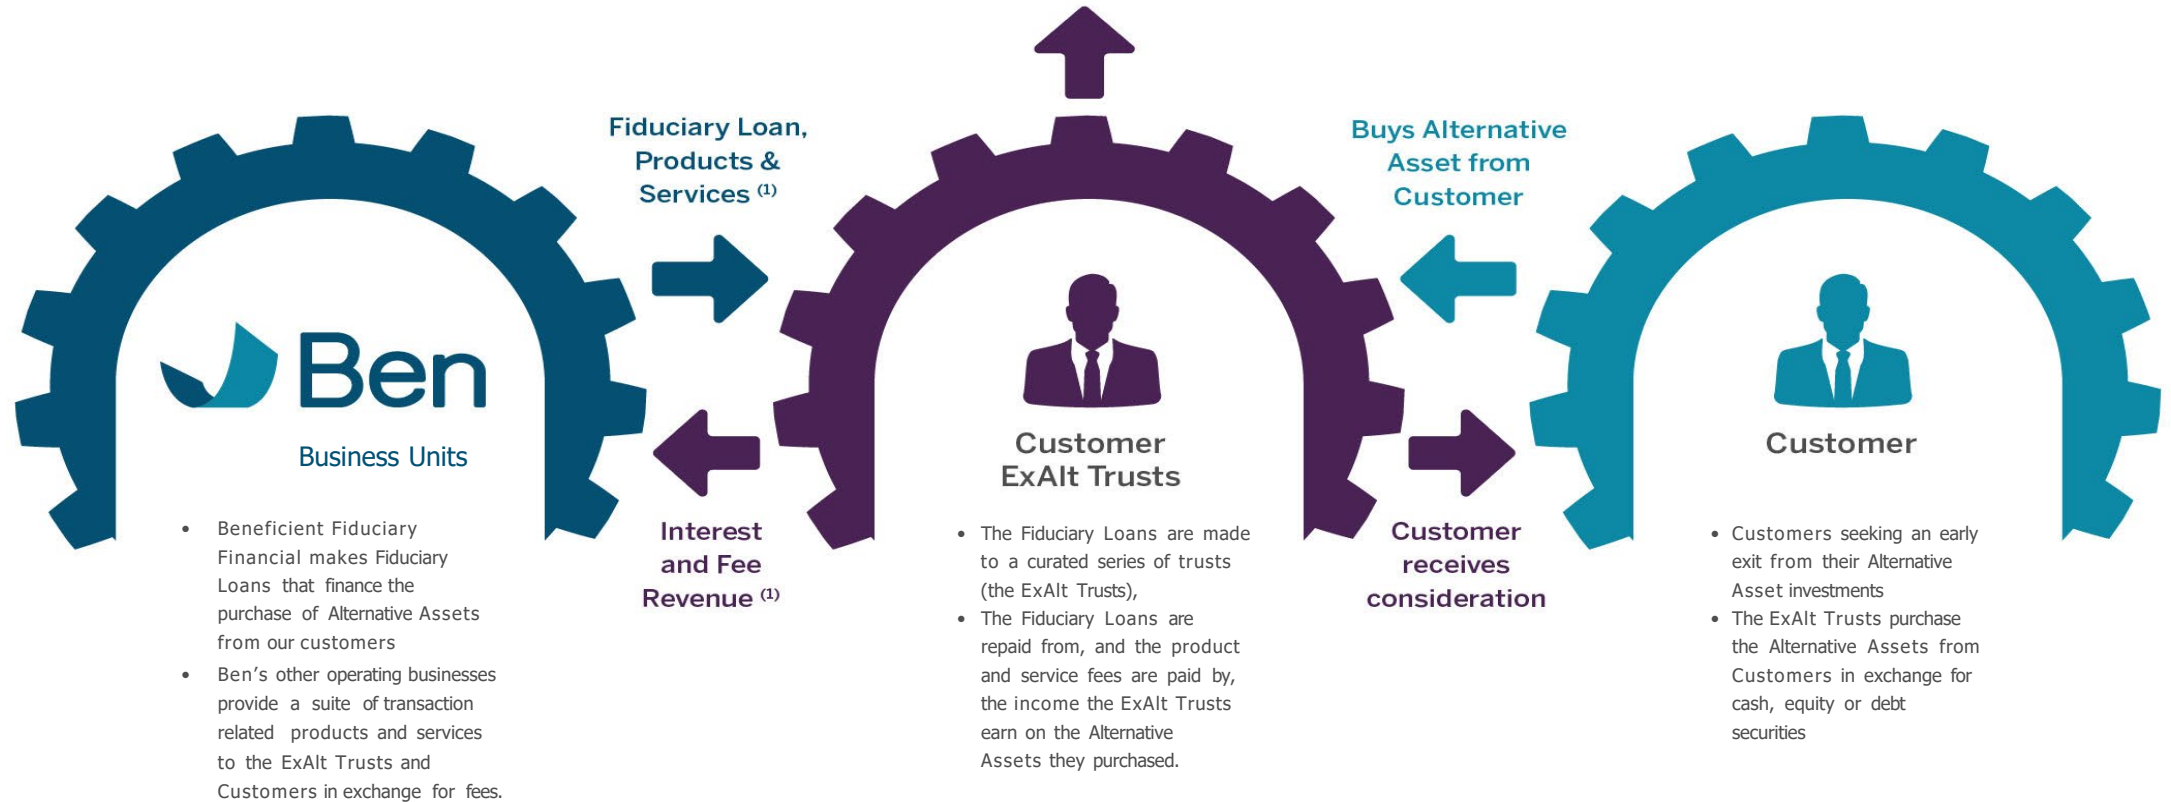 Fiduciary Loan,
Products &
Services (1)
Buys Alternative
Asset from
Customer
Ben
Business Units
Customer
ExAlt Trusts
Customer
Interest
and Fee
Revenue (1)
Customer
receives
consideration
• Beneficient Fiduciary
Financial makes Fiduciary
Loans that finance the
purchase of Alternative Assets
from our customers
• Ben’s other operating businesses
provide a suite of transaction
related products and services
to the ExAlt Trusts and
Customers in exchange for fees.
• The Fiduciary Loans are made
to a curated series of trusts
(the ExAlt Trusts),
• The Fiduciary Loans are
repaid from, and the product
and service fees are paid by,
the income the ExAlt Trusts
earn on the Alternative
Assets they purchased.
• Customers seeking an early
exit from their Alternative
Asset investments
• The ExAlt Trusts purchase
the Alternative Assets from
Customers in exchange for
cash, equity or debt
securities